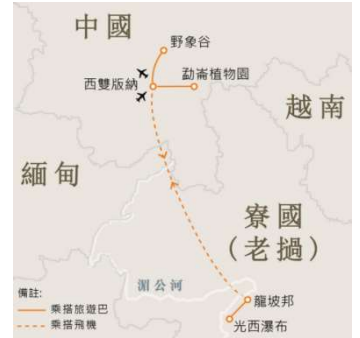 中國
野象谷
西雙版納
勐崙植物園
越南
緬甸
寮國
（老撾）
湄公河
備註:
乘搭旅遊巴
乘搭飛機
龍坡邦
光西瀑布